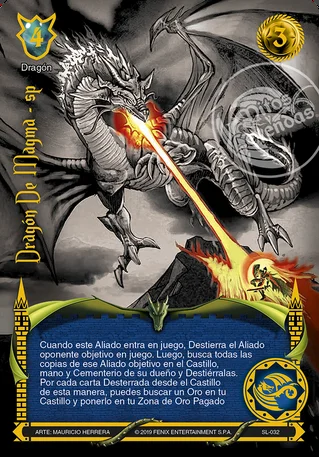 4
Dragón
3
Mitos
Leyendas
Dragón De Magma - sp
Cuando este Aliado entra en juego, Destierra el Aliado
oponente objetivo en juego. Luego, busca todas las
copias de ese Aliado objetivo en el Castillo,
mano y Cementerio de su dueño y Destiérralas.
Por cada carta Desterrada desde el Castillo
de esta manera, puedes buscar un Oro en tu
Castillo y ponerlo en tu Zona de Oro Pagado
ARTE: MAURICIO HERRERA
© 2019 FENIX ENTERTAINMENT S.P.A.
SL-032